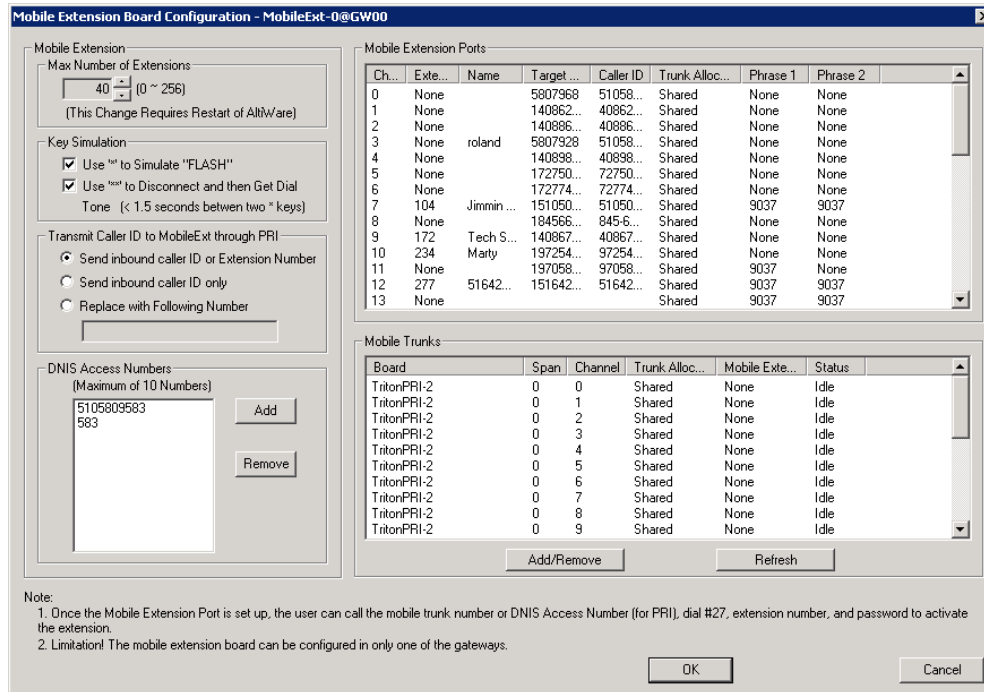 Mobile Extension Board Configuration - MobileExt-0@GW00
Mobile Extension
Max Number of Extensions
40 (0 ~ 256)
(This Change Requires Restart of AltiWare)
Key Simulation
Use '*' to Simulate "FLASH"
Use '**' to Disconnect and then Get Dial
Tone (< 1.5 seconds betwen two * keys)
Transmit Caller ID to MobileExt through PRI
Send inbound caller ID or Extension Number
Send inbound caller ID only
Replace with Following Number
DNIS Access Numbers
(Maximum of 10 Numbers)
5105809583
583
Add
Remove
Mobile Extension Ports
Ch... Exte... Name Target ... Caller ID Trunk Alloc... Phrase 1 Phrase 2
0 None 5807968 51058... Shared None None
1 None 140862... 40862... Shared None None
2 None 140886... 40886... Shared None None
3 None roland 5807928 51058... Shared None None
4 None 140898... 40898... Shared None None
5 None 172750... 72750... Shared None None
6 None 172774... 72774... Shared None None
7 104 Jimmin ... 151050... 51050... Shared 9037 9037
8 None 184566... 845-6... Shared None None
9 172 Tech S... 140867... 40867... Shared 9037 9037
10 234 Marty 197254... 97254... Shared None None
11 None 197058... 97058... Shared 9037 None
12 277 51642... 151642... 51642... Shared 9037 9037
13 None Shared 9037 9037
Mobile Trunks
Board Span Channel Trunk Alloc... Mobile Exte... Status
TritonPRI-2 0 0 Shared None Idle
TritonPRI-2 0 1 Shared None Idle
TritonPRI-2 0 2 Shared None Idle
TritonPRI-2 0 3 Shared None Idle
TritonPRI-2 0 4 Shared None Idle
TritonPRI-2 0 5 Shared None Idle
TritonPRI-2 0 6 Shared None Idle
TritonPRI-2 0 7 Shared None Idle
TritonPRI-2 0 8 Shared None Idle
TritonPRI-2 0 9 Shared None Idle
Add/Remove Refresh
Note:
1. Once the Mobile Extension Port is set up, the user can call the mobile trunk number or DNIS Access Number (for PRI), dial #27, extension number, and password to activate
the extension.
2. Limitation! The mobile extension board can be configured in only one of the gateways.
OK Cancel